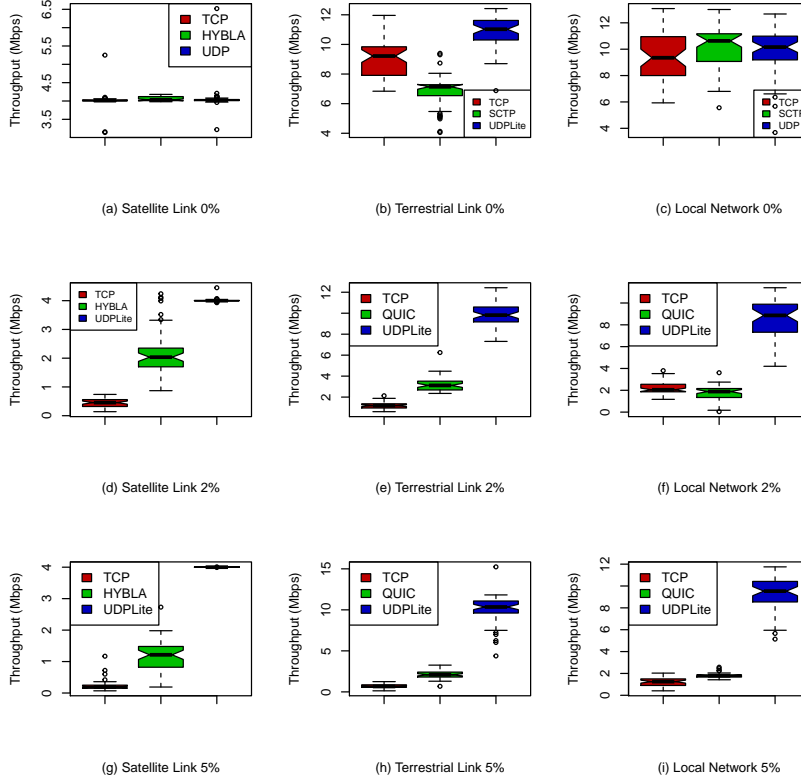 Throughput (Mbps)
3.5 4.5 5.5 6.5
TCP
HYBLA
UDP
(a) Satellite Link 0%
Throughput (Mbps)
4 6 8 10 12
TCP
SCTP
UDPLite
(b) Terrestrial Link 0%
Throughput (Mbps)
4 6 8 10 12
TCP
SCTP
UDP
(c) Local Network 0%
Throughput (Mbps)
0 1 2 3 4
TCP
HYBLA
UDPLite
(d) Satellite Link 2%
Throughput (Mbps)
2 4 6 8 10 12
TCP
QUIC
UDPLite
(e) Terrestrial Link 2%
Throughput (Mbps)
0 2 4 6 8
TCP
QUIC
UDPLite
(f) Local Network 2%
Throughput (Mbps)
0 1 2 3 4
TCP
HYBLA
UDPLite
(g) Satellite Link 5%
Throughput (Mbps)
0 5 10 15
TCP
QUIC
UDPLite
(h) Terrestrial Link 5%
Throughput (Mbps)
0 2 4 6 8 10 12
TCP
QUIC
UDPLite
(i) Local Network 5%